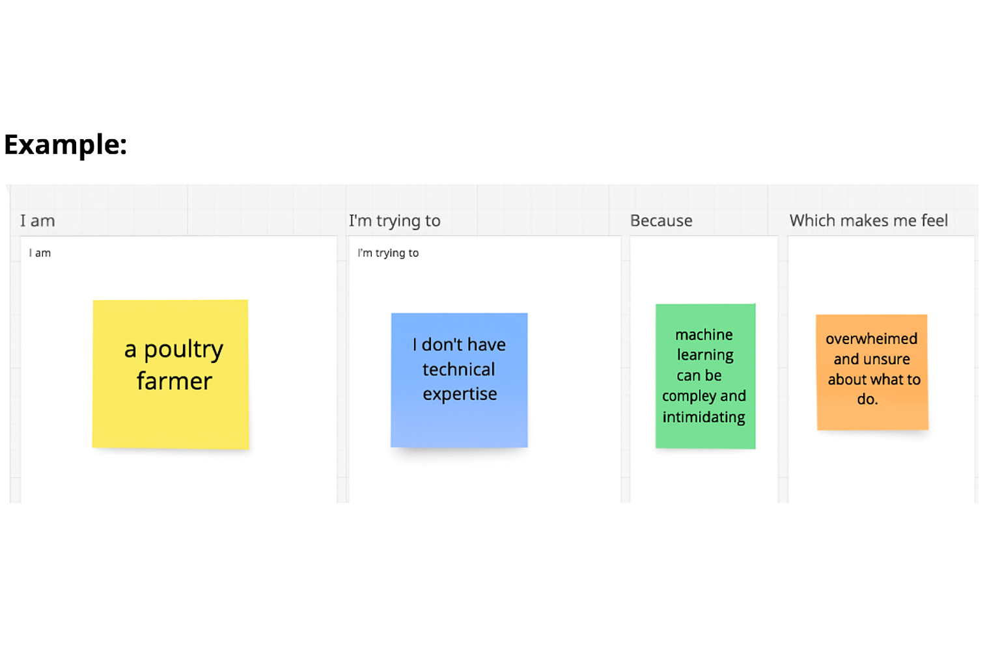 Example:
I am
I'm trying to
Because
Which makes me feel
I am
I'm trying to
a poultry
farmer
I don't have
technical
expertise
machine
learning
can be
compley and
intimidating
overwheimed
and unsure
about what to
do.